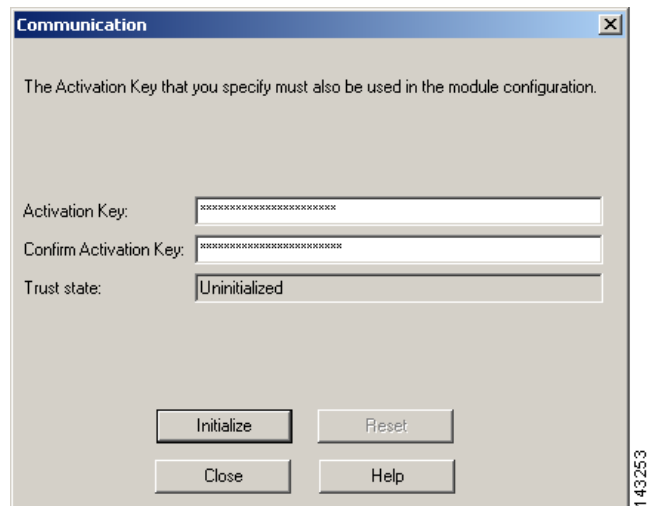 Communication
The Activation Key that you specify must also be used in the module configuration.
Activation Key: ***********************
Confirm Activation Key: ************************
Trust state: Uninitialized
Initialize Reset
Close Help
143253